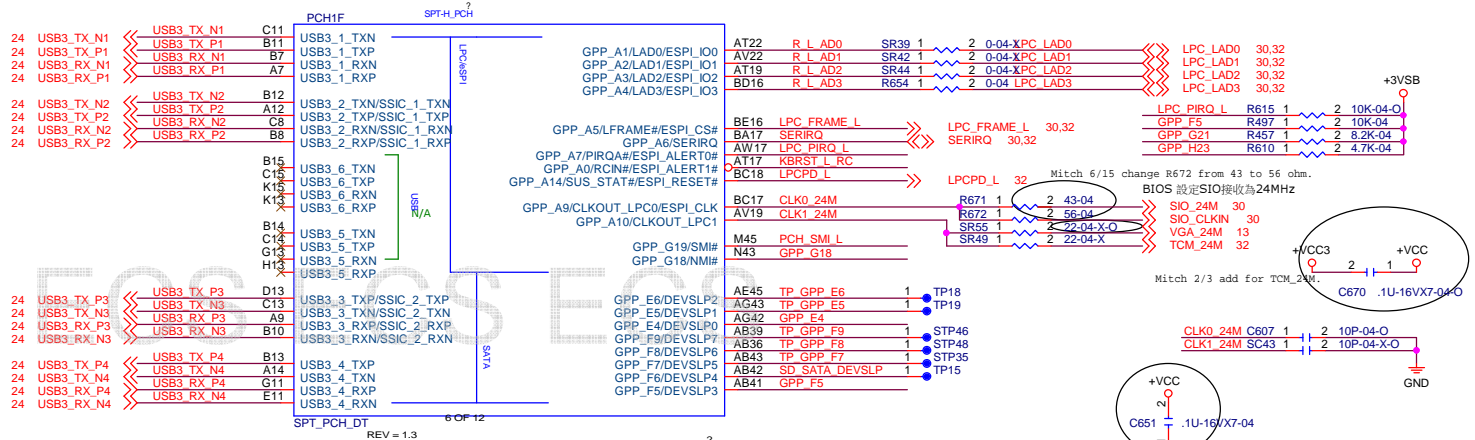 PCH1F
SPT-H_PCH
?
24 USB3_TX_N1 USB3_TX_N1 C11 USB3_1_TXN
24 USB3_TX_P1 USB3_TX_P1 B11 USB3_1_TXP
24 USB3_RX_N1 USB3_RX_N1 B7 USB3_1_RXN
24 USB3_RX_P1 USB3_RX_P1 A7 USB3_1_RXP
24 USB3_TX_N2 USB3_TX_N2 B12 USB3_2_TXN/SSIC_1_TXN
24 USB3_TX_P2 USB3_TX_P2 A12 USB3_2_TXP/SSIC_1_TXP
24 USB3_RX_N2 USB3_RX_N2 C8 USB3_2_RXN/SSIC_1_RXN
24 USB3_RX_P2 USB3_RX_P2 B8 USB3_2_RXP/SSIC_1_RXP
B15 USB3_6_TXN
C15 USB3_6_TXP
K15 USB3_6_RXN
K13 USB3_6_RXP
B14 USB3_5_TXN
C14 USB3_5_TXP
G13 USB3_5_RXN
H13 USB3_5_RXP
24 USB3_TX_P3 USB3_TX_P3 D13 USB3_3_TXP/SSIC_2_TXP
24 USB3_TX_N3 USB3_TX_N3 C13 USB3_3_TXN/SSIC_2_TXN
24 USB3_RX_P3 USB3_RX_P3 A9 USB3_3_RXP/SSIC_2_RXP
24 USB3_RX_N3 USB3_RX_N3 B10 USB3_3_RXN/SSIC_2_RXN
24 USB3_TX_P4 USB3_TX_P4 B13 USB3_4_TXP
24 USB3_TX_N4 USB3_TX_N4 A14 USB3_4_TXN
24 USB3_RX_P4 USB3_RX_P4 G11 USB3_4_RXP
24 USB3_RX_N4 USB3_RX_N4 E11 USB3_4_RXN
LPC/eSPI
USB
N/A
SATA
ECS ECS ECS
SPT_PCH_DT
6 OF 12
REV = 1.3
?
GPP_A1/LAD0/ESPI_IO0 AT22 R_L_AD0 SR39 1 2 0-04-X LPC_LAD0 LPC_LAD0 30,32
GPP_A2/LAD1/ESPI_IO1 AV22 R_L_AD1 SR42 1 2 0-04-X LPC_LAD1 LPC_LAD1 30,32
GPP_A3/LAD2/ESPI_IO2 AT19 R_L_AD2 SR44 1 2 0-04-X LPC_LAD2 LPC_LAD2 30,32
GPP_A4/LAD3/ESPI_IO3 BD16 R_L_AD3 R654 1 2 0-04 LPC_LAD3 LPC_LAD3 30,32
GPP_A5/LFRAME#/ESPI_CS# BE16 LPC_FRAME_L LPC_FRAME_L 30,32
GPP_A6/SERIRQ BA17 SERIRQ SERIRQ 30,32
GPP_A7/PIRQA#/ESPI_ALERT0# AW17 LPC_PIRQ_L
GPP_A0/RCIN#/ESPI_ALERT1# AT17 KBRST_L_RC
GPP_A14/SUS_STAT#/ESPI_RESET# BC18 LPCPD_L LPCPD_L 32
GPP_A9/CLKOUT_LPC0/ESPI_CLK BC17 CLK0_24M
GPP_A10/CLKOUT_LPC1 AV19 CLK1_24M
GPP_G19/SMI# M45 PCH_SMI_L
GPP_G18/NMI# N43 GPP_G18
GPP_E6/DEVSLP2 AE45 TP_GPP_E6 1 TP18
GPP_E5/DEVSLP1 AG43 TP_GPP_E5 1 TP19
GPP_E4/DEVSLP0 AG42 GPP_E4
GPP_F9/DEVSLP7 AB39 TP_GPP_F9 1 STP46
GPP_F8/DEVSLP6 AB36 TP_GPP_F8 1 STP48
GPP_F7/DEVSLP5 AB43 TP_GPP_F7 1 STP35
GPP_F6/DEVSLP4 AB42 SD_SATA_DEVSLP 1 TP15
GPP_F5/DEVSLP3 AB41 GPP_F5
+3VSB
LPC_PIRQ_L R615 1 2 10K-04-O
GPP_F5 R497 1 2 10K-04
GPP_G21 R457 1 2 8.2K-04
GPP_H23 R610 1 2 4.7K-04
Mitch 6/15 change R672 from 43 to 56 ohm.
BIOS 設定SIO接收為24MHz
R671 1 2 43-04 SIO_24M 30
R672 1 2 56-04 SIO_CLKIN 30
SR55 1 2 22-04-X-O VGA_24M 13
SR49 1 2 22-04-X TCM_24M 32
Mitch 2/3 add for TCM_24M.
+VCC3 +VCC
2 1
C670 .1U-16VX7-04-O
CLK0_24M C607 1 2 10P-04-O
CLK1_24M SC43 1 2 10P-04-X-O
GND
+VCC
2
C651 .1U-16VX7-04